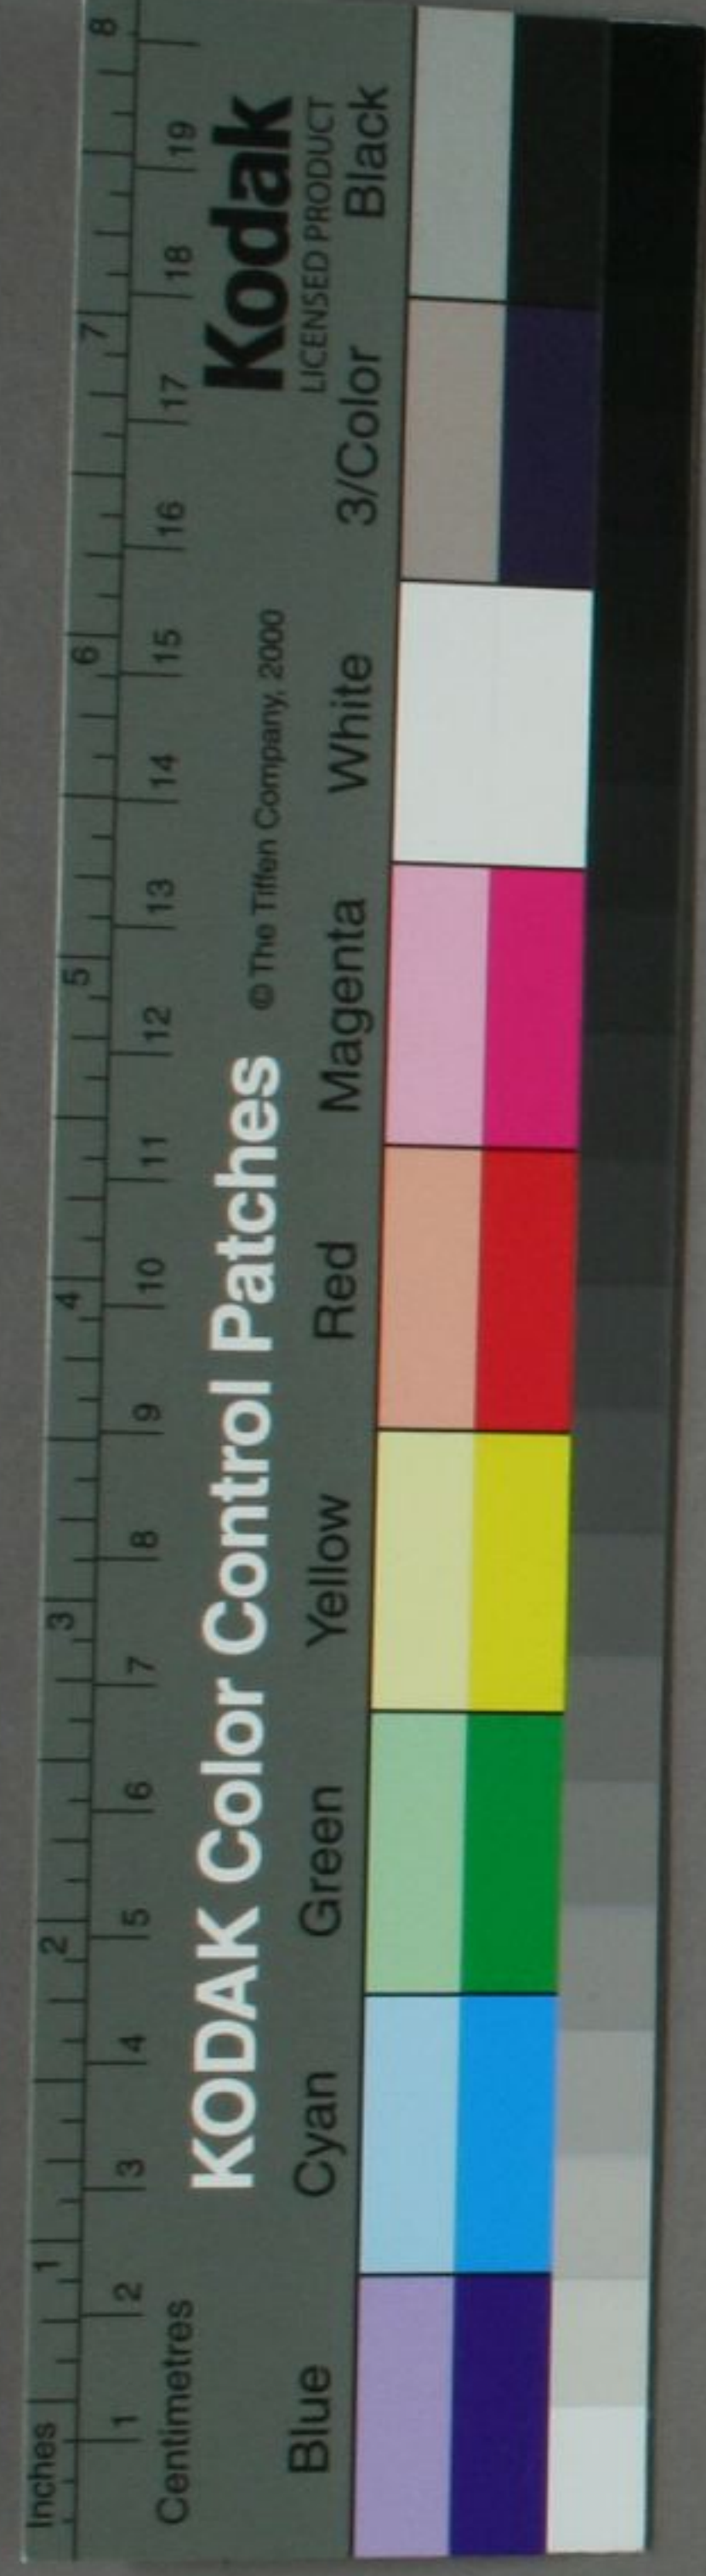 Inches 1 2 3 4 5 6 7 8
1 2 3 4 5 6 7 8 9 10 11 12 13 14 15 16 17 18 19
Centimetres
KODAK Color Control Patches © The Tiffen Company, 2000
Kodak
LICENSED PRODUCT
Blue Cyan Green Yellow Red Magenta White 3/Color Black